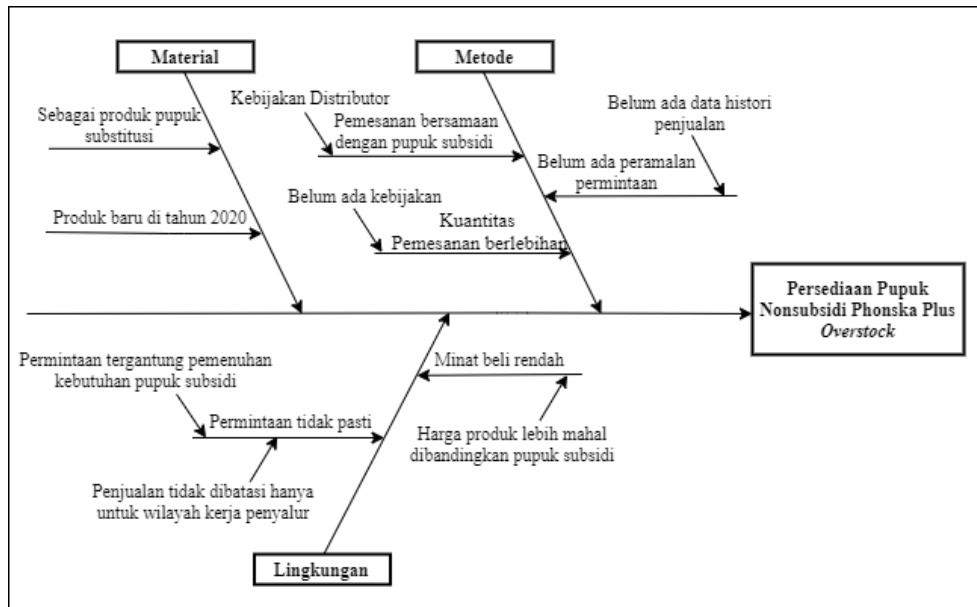 Material
Metode
Sebagai produk pupuk
substitusi
Produk baru di tahun 2020
Kebijakan Distributor
Pemesanan bersamaan
dengan pupuk subsidi
Belum ada kebijakan
Kuantitas
Pemesanan berlebihan
Belum ada data histori
penjualan
Belum ada peramalan
permintaan
Persediaan Pupuk
Nonsubsidi Phonska Plus
Overstock
Permintaan tergantung pemenuhan
kebutuhan pupuk subsidi
Permintaan tidak pasti
Penjualan tidak dibatasi hanya
untuk wilayah kerja penyalur
Minat beli rendah
Harga produk lebih mahal
dibandingkan pupuk subsidi
Lingkungan